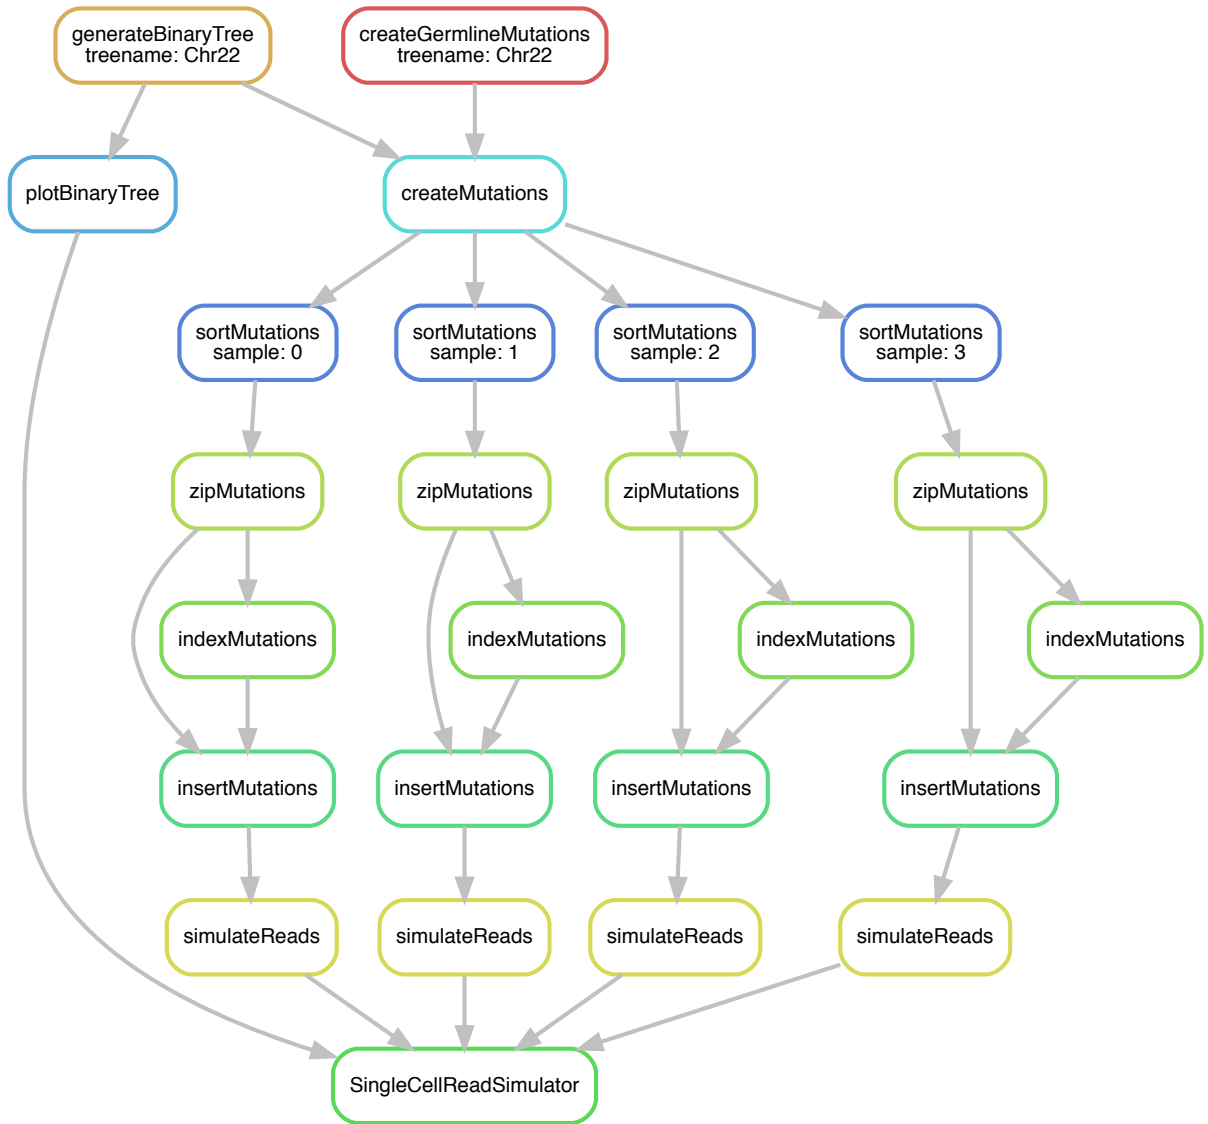 generateBinaryTree
treename: Chr22
createGermlineMutations
treename: Chr22
plotBinaryTree
createMutations
sortMutations
sample: 0
sortMutations
sample: 1
sortMutations
sample: 2
sortMutations
sample: 3
zipMutations
zipMutations
zipMutations
zipMutations
indexMutations
indexMutations
indexMutations
indexMutations
insertMutations
insertMutations
insertMutations
insertMutations
simulateReads
simulateReads
simulateReads
simulateReads
SingleCellReadSimulator